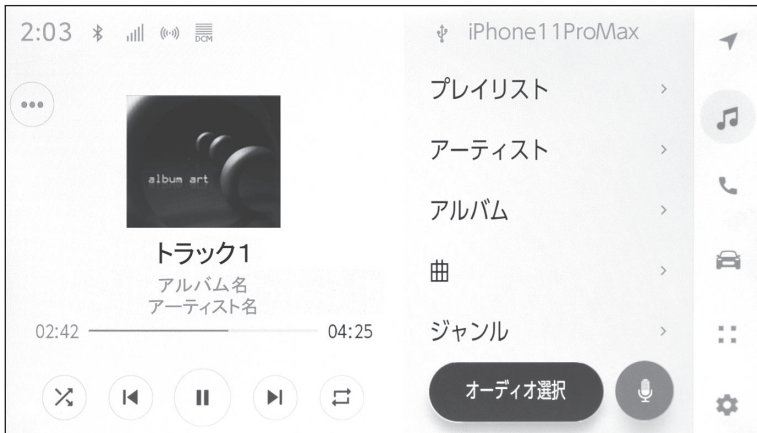 2:03
DCM
album art
トラック1
アルバム名
アーティスト名
02:42
04:25
iPhone11ProMax
プレイリスト
アーティスト
アルバム
曲
ジャンル
オーディオ選択